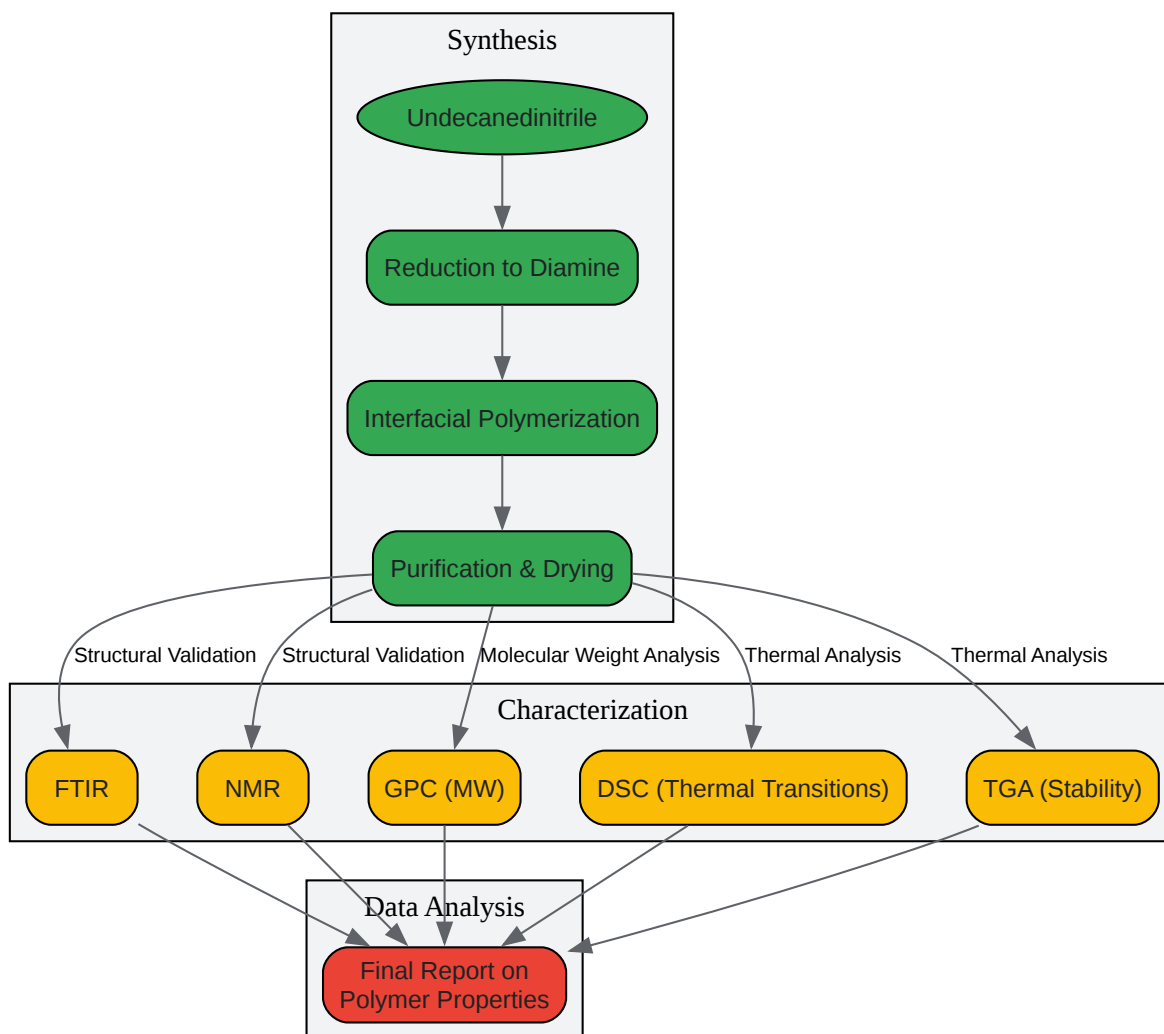 Synthesis
Undecanedinitrile
Reduction to Diamine
Interfacial Polymerization
Purification & Drying
Structural Validation
Structural Validation
Molecular Weight Analysis
Thermal Analysis
Thermal Analysis
Characterization
FTIR
NMR
GPC (MW)
DSC (Thermal Transitions)
TGA (Stability)
Data Analysis
Final Report on
Polymer Properties